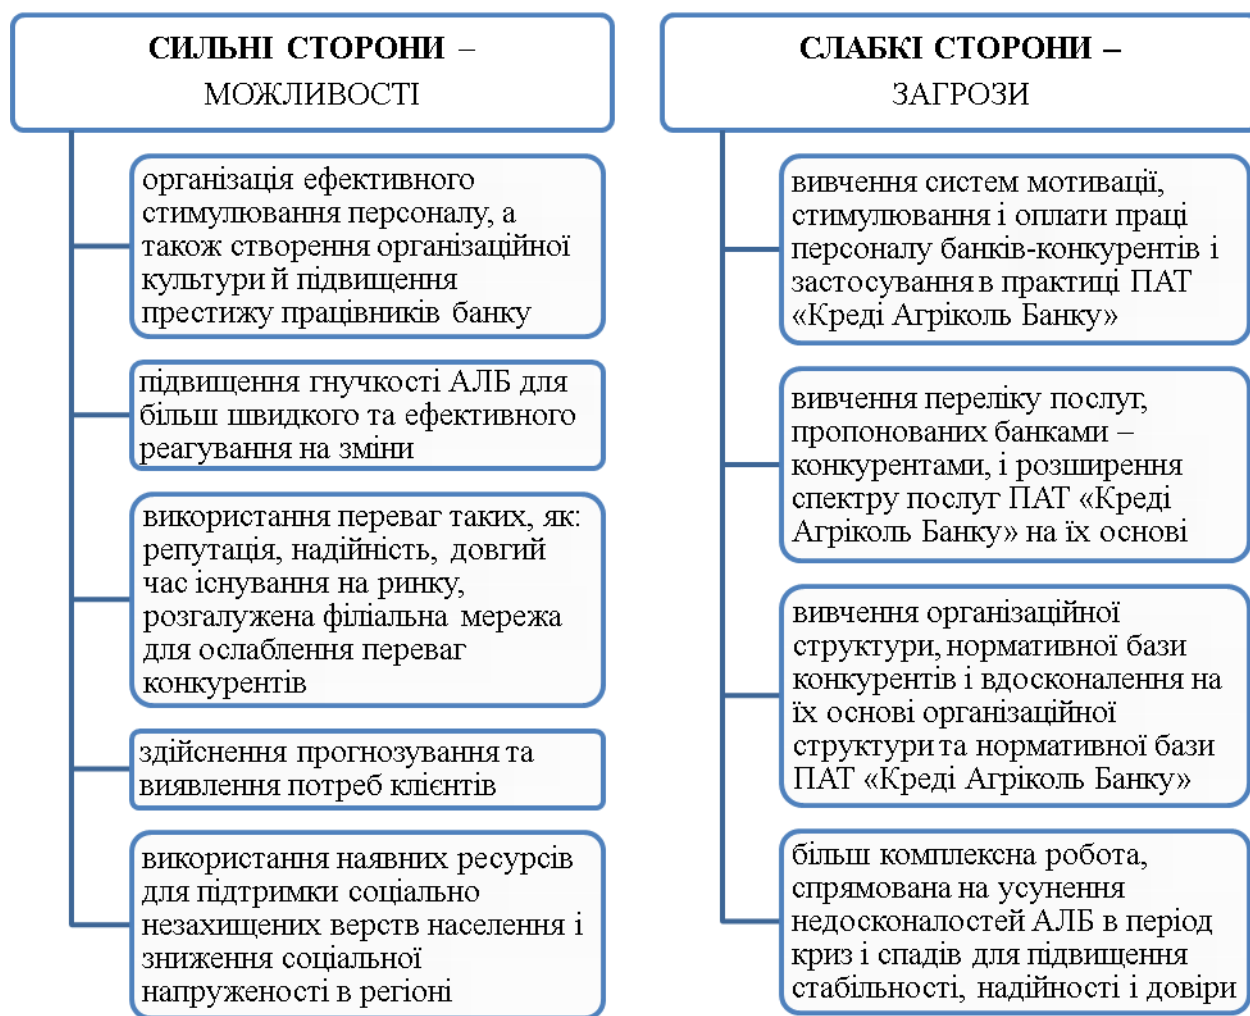 СИЛЬНІ СТОРОНИ –
МОЖЛИВОСТІ
організація ефективного
стимулювання персоналу, а
також створення організаційної
культури й підвищення
престижу працівників банку
підвищення гнучкості АЛБ для
більш швидкого та ефективного
реагування на зміни
використання переваг таких, як:
репутація, надійність, довгий
час існування на ринку,
розгалужена філіальна мережа
для ослаблення переваг
конкурентів
здійснення прогнозування та
виявлення потреб клієнтів
використання наявних ресурсів
для підтримки соціально
незахищених верств населення і
зниження соціальної
напруженості в регіоні
СЛАБКІ СТОРОНИ –
ЗАГРОЗИ
вивчення систем мотивації,
стимулювання і оплати праці
персоналу банків-конкурентів і
застосування в практиці ПАТ
«Креді Агріколь Банку»
вивчення переліку послуг,
пропонованих банками –
конкурентами, і розширення
спектру послуг ПАТ «Креді
Агріколь Банку» на їх основі
вивчення організаційної
структури, нормативної бази
конкурентів і вдосконалення на
їх основі організаційної
структури та нормативної бази
ПАТ «Креді Агріколь Банку»
більш комплексна робота,
спрямована на усунення
недосконалостей АЛБ в період
криз і спадів для підвищення
стабільності, надійності і довіри